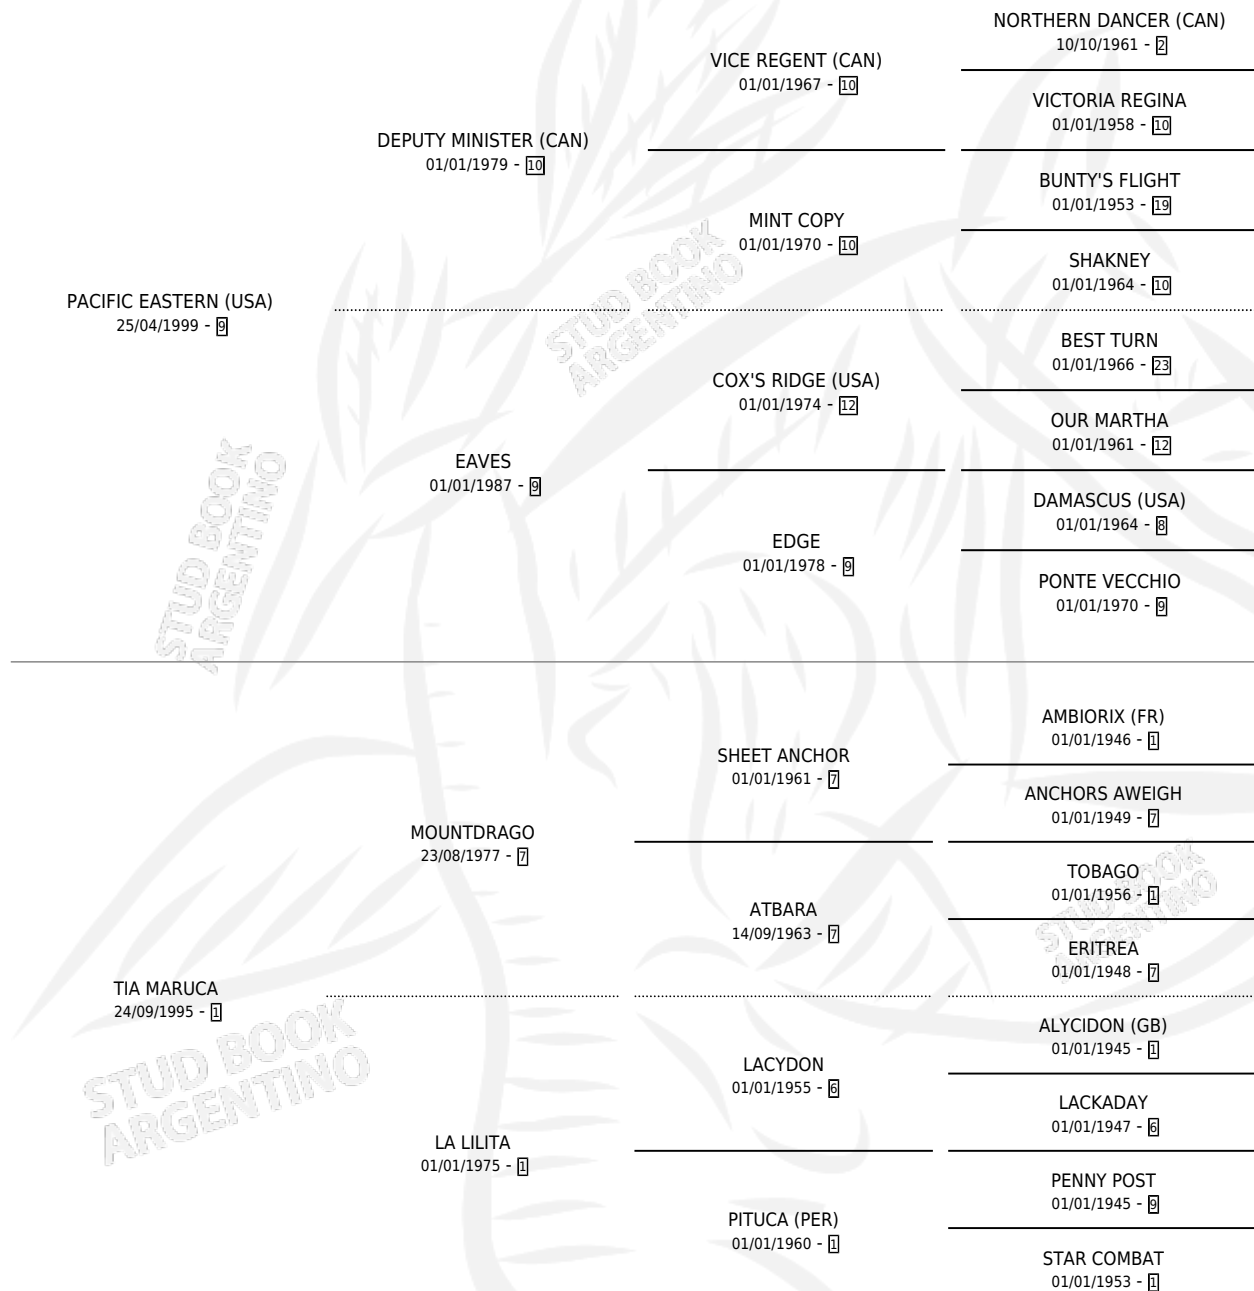 NORTHERN DANCER (CAN)
10/10/1961 - 2
VICE REGENT (CAN)
01/01/1967 - 10
VICTORIA REGINA
01/01/1958 - 10
DEPUTY MINISTER (CAN)
01/01/1979 - 10
BUNTY'S FLIGHT
01/01/1953 - 19
MINT COPY
01/01/1970 - 10
SHAKNEY
01/01/1964 - 10
PACIFIC EASTERN (USA)
25/04/1999 - 9
BEST TURN
01/01/1966 - 23
COX'S RIDGE (USA)
01/01/1974 - 12
OUR MARTHA
01/01/1961 - 12
EAVES
01/01/1987 - 9
DAMASCUS (USA)
01/01/1964 - 8
EDGE
01/01/1978 - 9
PONTE VECCHIO
01/01/1970 - 9
AMBIORIX (FR)
01/01/1946 - 1
SHEET ANCHOR
01/01/1961 - 7
ANCHORS AWEIGH
01/01/1949 - 7
MOUNTDRAGO
23/08/1977 - 7
TOBAGO
01/01/1956 - 1
ATBARA
14/09/1963 - 7
ERITREA
01/01/1948 - 7
TIA MARUCA
24/09/1995 - 1
ALYCIDON (GB)
01/01/1945 - 1
LACYDON
01/01/1955 - 6
LACKADAY
01/01/1947 - 6
LA LILITA
01/01/1975 - 1
PENNY POST
01/01/1945 - 9
PITUCA (PER)
01/01/1960 - 1
STAR COMBAT
01/01/1953 - 1
STUD BOOK
ARGENTINO
STUD BOOK
ARGENTINO
STUD BOOK
ARGENTINO
STUD BOOK
ARGENTINO